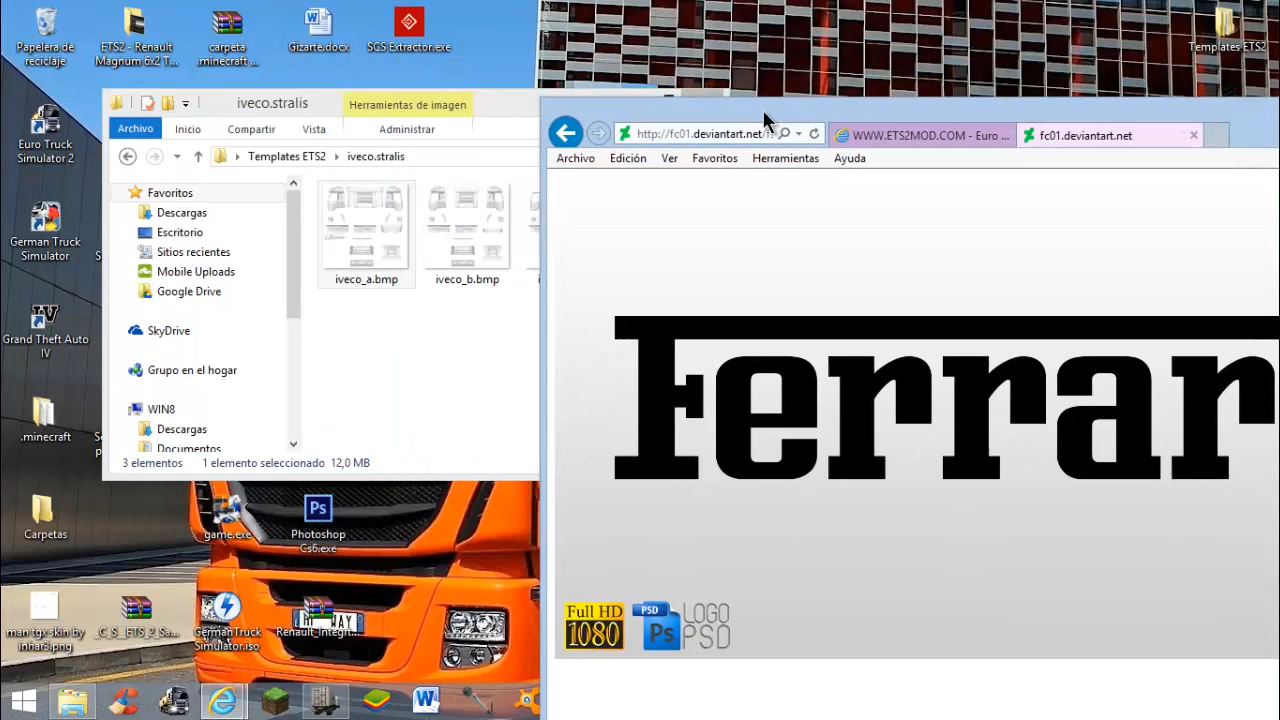 Papelera de
reciclaje
ETS2 - Renault
Magnum 6x2 T...
carpeta
.minecraft ...
Gizarte.docx
SCS Extractor.exe
Templates ETS2
iveco.stralis
Herramientas de imagen
Archivo
Inicio
Compartir
Vista
Administrar
Templates ETS2
iveco.stralis
Favoritos
Descargas
Escritorio
Sitios recientes
Mobile Uploads
Google Drive
SkyDrive
Grupo en el hogar
WIN8
Descargas
Documentos
iveco_a.bmp
iveco_b.bmp
3 elementos
1 elemento seleccionado 12,0 MB
http://fc01.deviantart.net/
WWW.ETS2MOD.COM - Euro ...
fc01.deviantart.net
Archivo
Edición
Ver
Favoritos
Herramientas
Ayuda
Ferrar
Full HD
1080
PSD
Ps
LOGO
PSD
Euro Truck
Simulator 2
German Truck
Simulator
Grand Theft Auto
IV
.minecraft
Carpetas
game.exe
Ps
Photoshop
Cs6.exe
man tgx skin by
inhar3.png
_C_S_ETS_2_Sa...
GermanTruck
Simulator.iso
Renault_Integr...